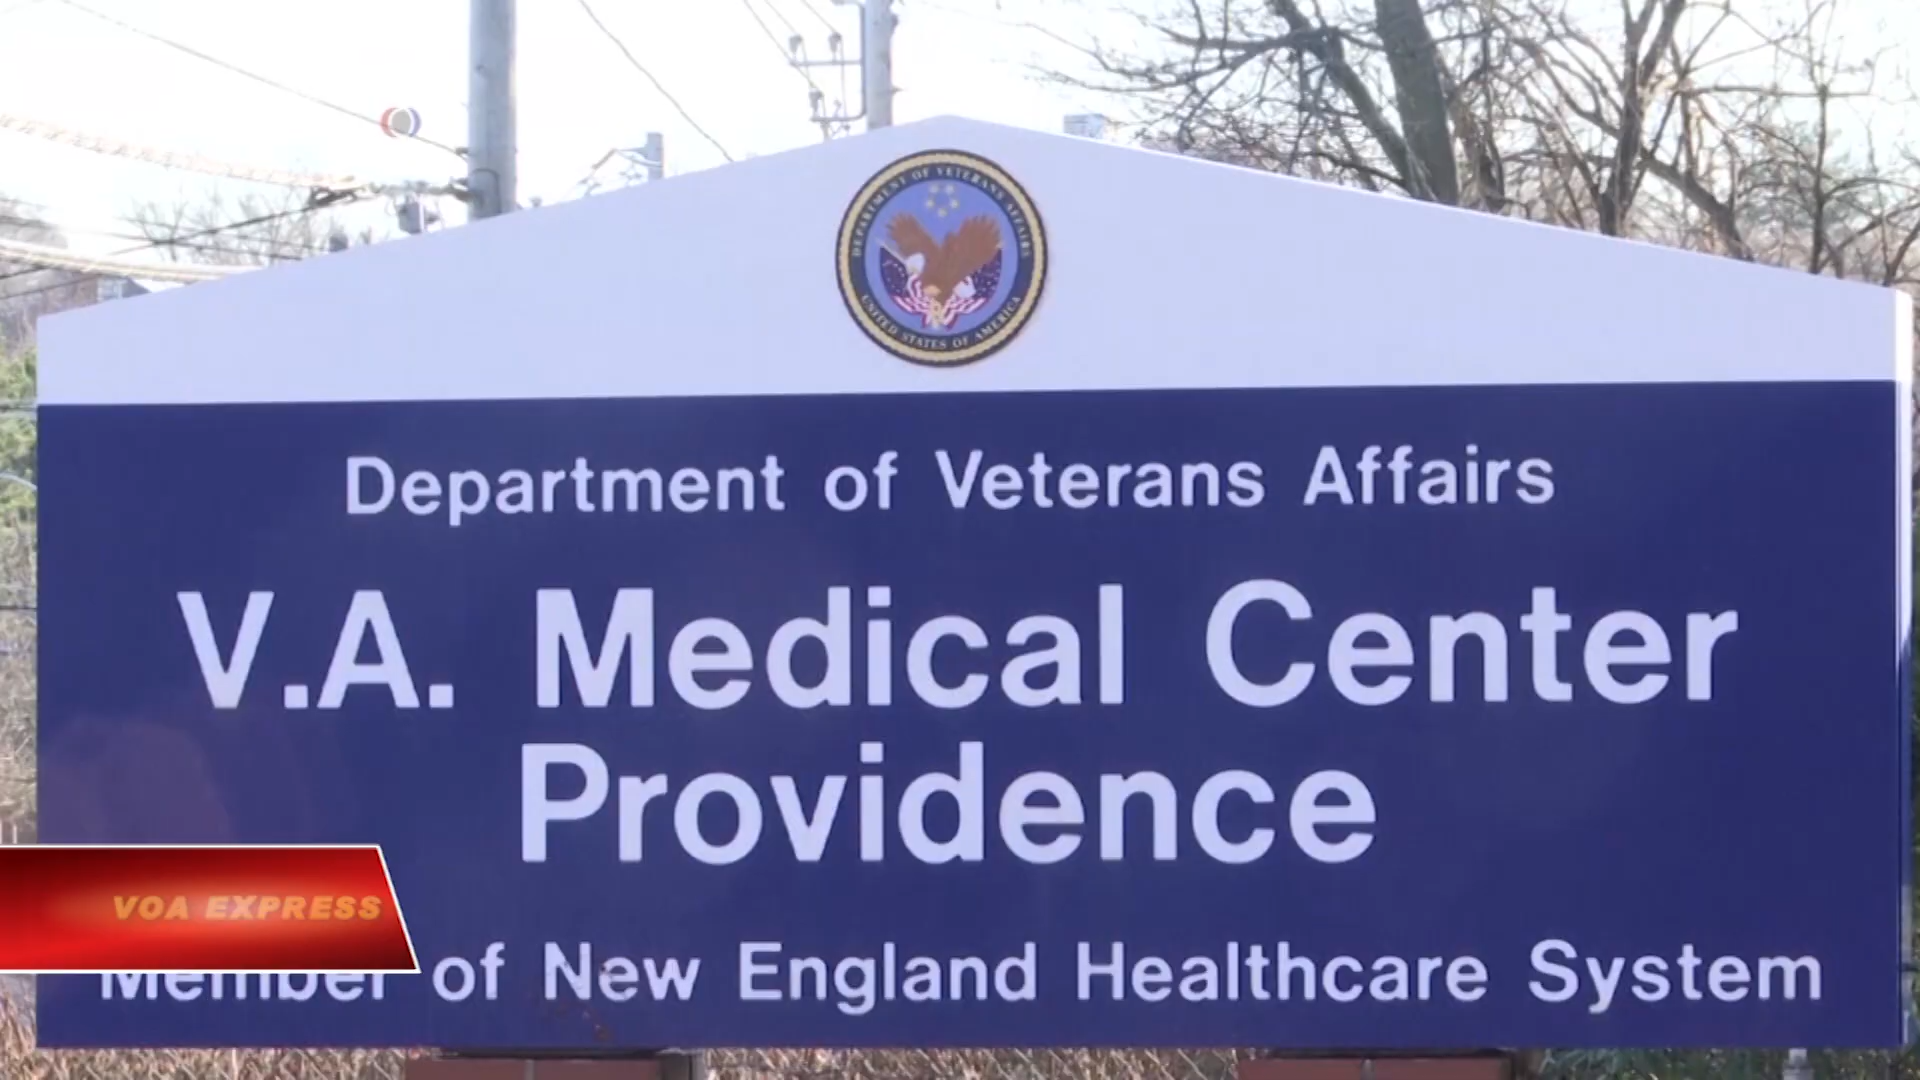 DEPARTMENT OF VETERANS AFFAIRS
UNITED STATES OF AMERICA
Department of Veterans Affairs
V.A. Medical Center
Providence
VOA EXPRESS
Member of New England Healthcare System